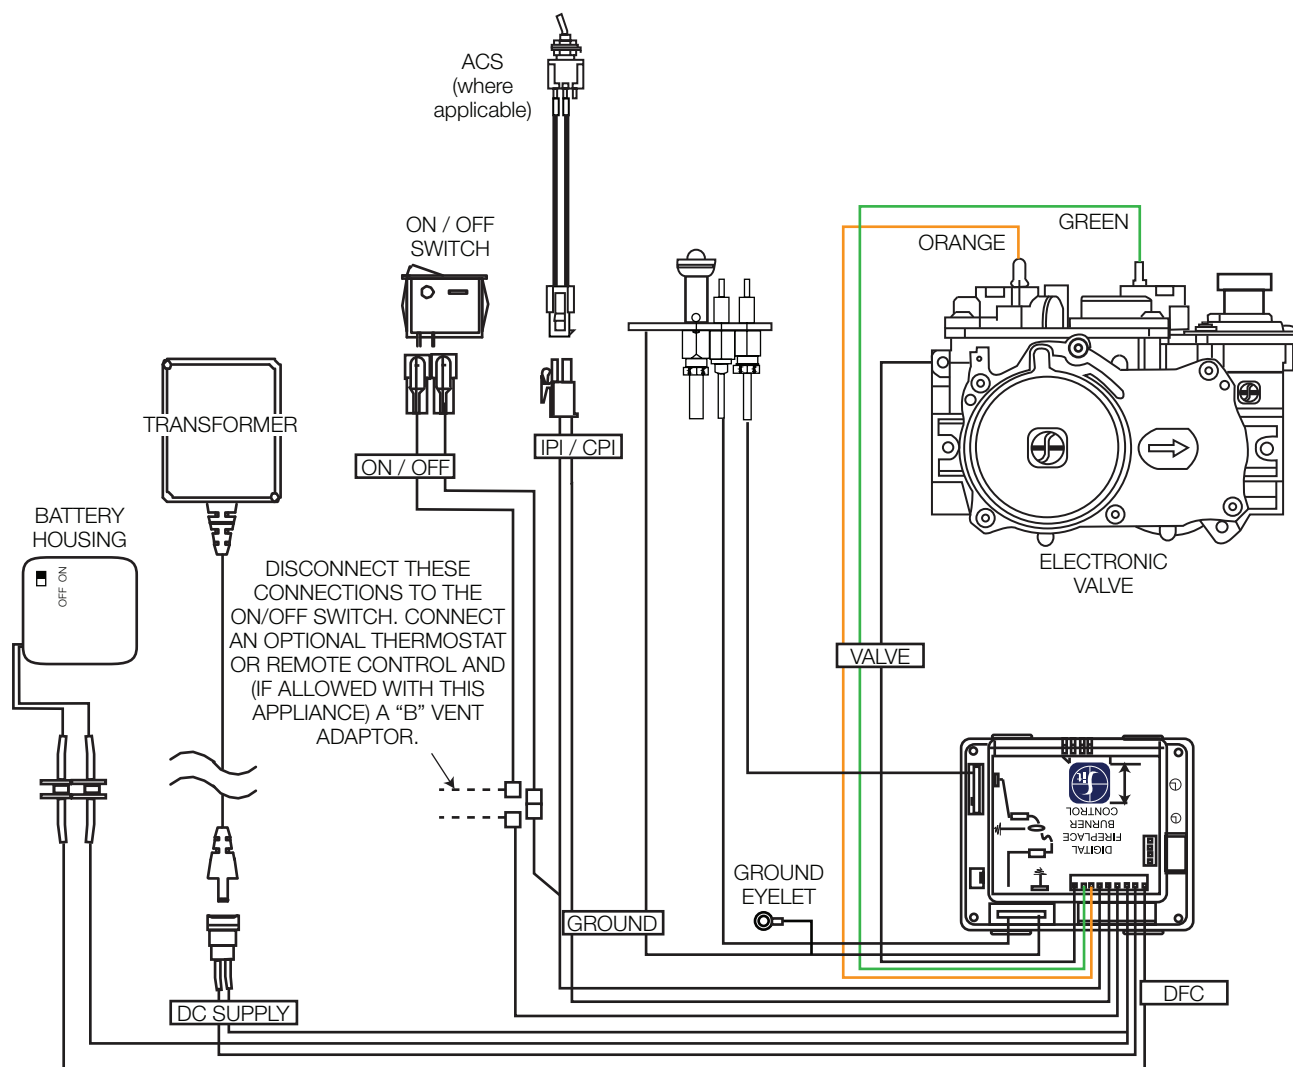 ACS
(where
applicable)
ON / OFF
SWITCH
GREEN
ORANGE
TRANSFORMER
ON / OFF
IPI / CPI
BATTERY
HOUSING
OFF ON
DISCONNECT THESE
CONNECTIONS TO THE
ON/OFF SWITCH. CONNECT
AN OPTIONAL THERMOSTAT
OR REMOTE CONTROL AND
(IF ALLOWED WITH THIS
APPLIANCE) A “B” VENT
ADAPTOR.
ELECTRONIC
VALVE
VALVE
sit
DIGITAL
FIREPLACE
BURNER
CONTROL
GROUND
EYELET
GROUND
DFC
DC SUPPLY